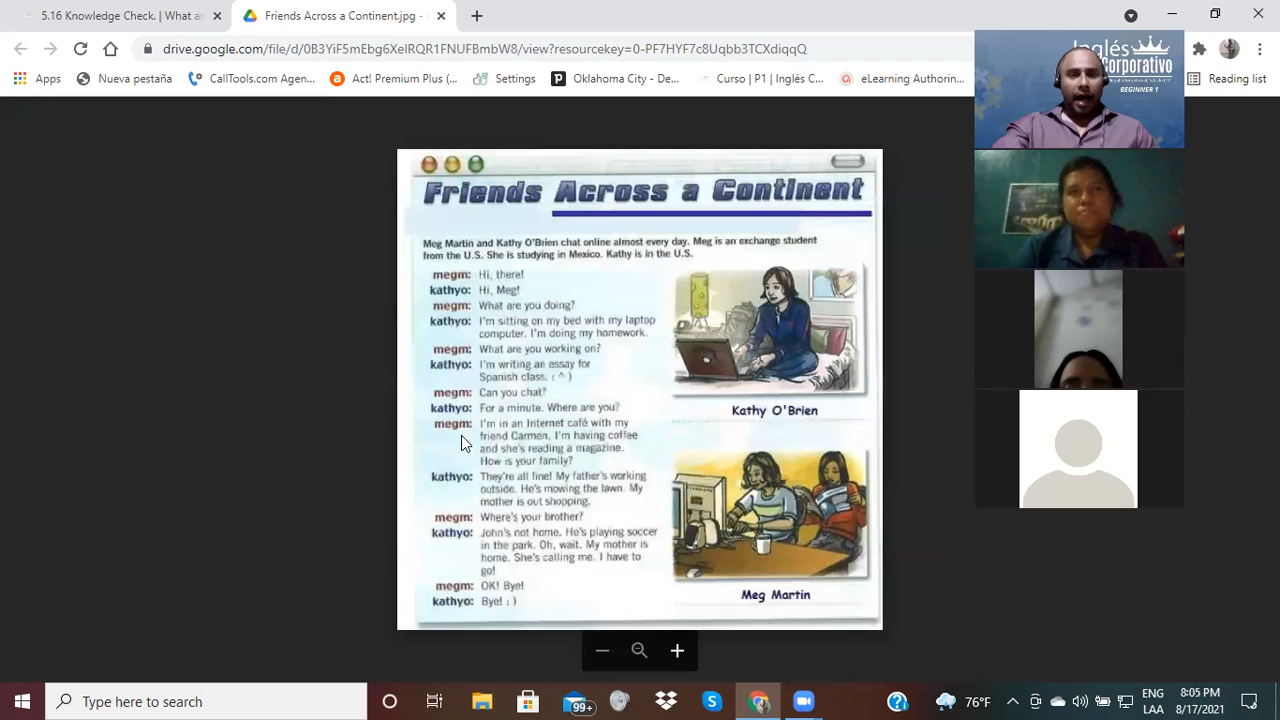 5.16 Knowledge Check. | What ar
Friends Across a Continent.jpg -
drive.google.com/file/d/0B3YiF5mEbg6XelRQR1FNUFBmbW8/view?resourcekey=0-PF7HYF7c8Uqbb3TCXdiqqQ
Apps
Nueva pestaña
CallTools.com Agen...
Act! Premium Plus (...
Settings
Oklahoma City - De...
Curso | P1 | Inglés C...
eLearning Authorin...
Reading list
Inglés
Corporativo
BEGINNER 1
Friends Across a Continent
Meg Martin and Kathy O'Brien chat online almost every day. Meg is an exchange student
from the U.S. She is studying in Mexico. Kathy is in the U.S.
megm: Hi, there!
kathyo: Hi, Meg!
megm: What are you doing?
kathyo: I'm sitting on my bed with my laptop
computer. I'm doing my homework.
megm: What are you working on?
kathyo: I'm writing an essay for
Spanish class. : ^ )
megm: Can you chat?
kathyo: For a minute. Where are you?
megm: I'm in an Internet café with my
friend Carmen. I'm having coffee
and she's reading a magazine.
How is your family?
kathyo: They're all fine! My father's working
outside. He's mowing the lawn. My
mother is out shopping.
megm: Where's your brother?
kathyo: John's not home. He's playing soccer
in the park. Oh, wait. My mother is
home. She's calling me. I have to
go!
megm: OK! Bye!
kathyo: Bye! : )
Kathy O'Brien
Meg Martin
Type here to search
99+
76°F
ENG
LAA
8:05 PM
8/17/2021